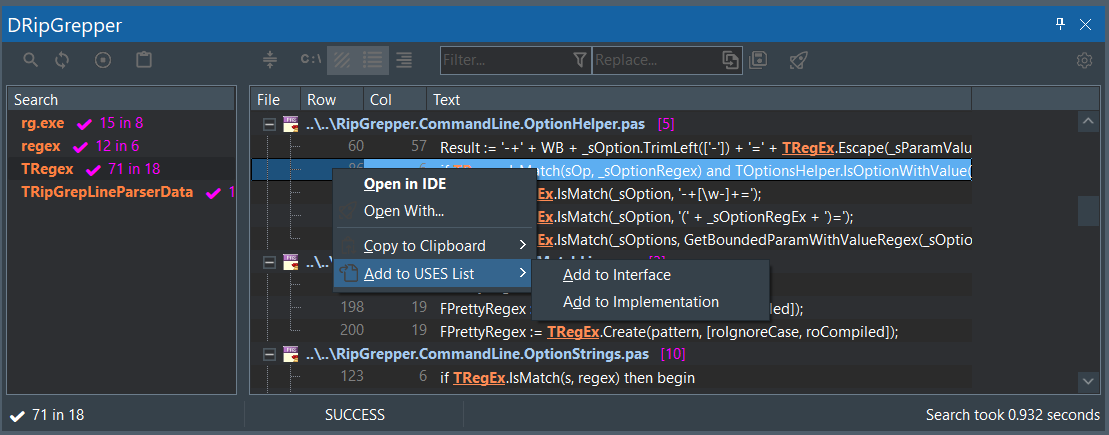 DRipGrepper
C:\
Filter...
Replace...
Search
File Row Col Text
rg.exe 15 in 8
regex 12 in 6
TRegex 71 in 18
TRipGrepLineParserData 1
..\..\RipGrepper.CommandLine.OptionHelper.pas [5]
60 57 Result := '-+' + WB + _sOption.TrimLeft(['-']) + '=' + TRegEx.Escape(_sParamValu
86 6 if Match(sOp, _sOptionRegex) and TOptionsHelper.IsOptionWithValue(
Ex.IsMatch(_sOption, '-+[\w-]+=');
Ex.IsMatch(_sOption, '(' + _sOptionRegEx + ')=');
Ex.IsMatch(_sOptions, GetBoundedParamWithValueRegex(_sOptio
Open in IDE
Open With...
Copy to Clipboard
Add to USES List
Add to Interface
Add to Implementation
..\..
198 19 FPrettyRegex ed]);
200 19 FPrettyRegex := TRegEx.Create(pattern, [roIgnoreCase, roCompiled]);
..\..\RipGrepper.CommandLine.OptionStrings.pas [10]
123 6 if TRegEx.IsMatch(s, regex) then begin
71 in 18
SUCCESS
Search took 0.932 seconds